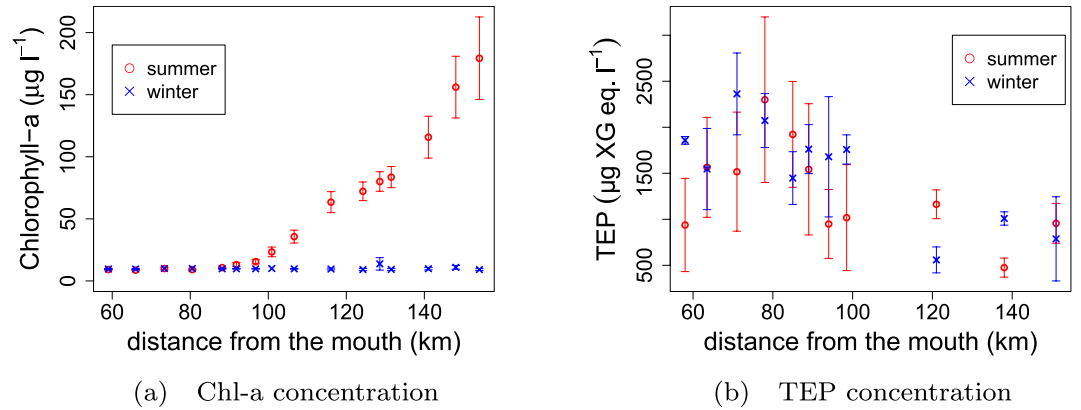 Chlorophyll−a (µg l⁻¹)
200
150
100
50
0
summer
winter
60 80 100 120 140
distance from the mouth (km)
(a) Chl-a concentration
TEP (µg XG eq. l⁻¹)
2500
1500
500
summer
winter
60 80 100 120 140
distance from the mouth (km)
(b) TEP concentration